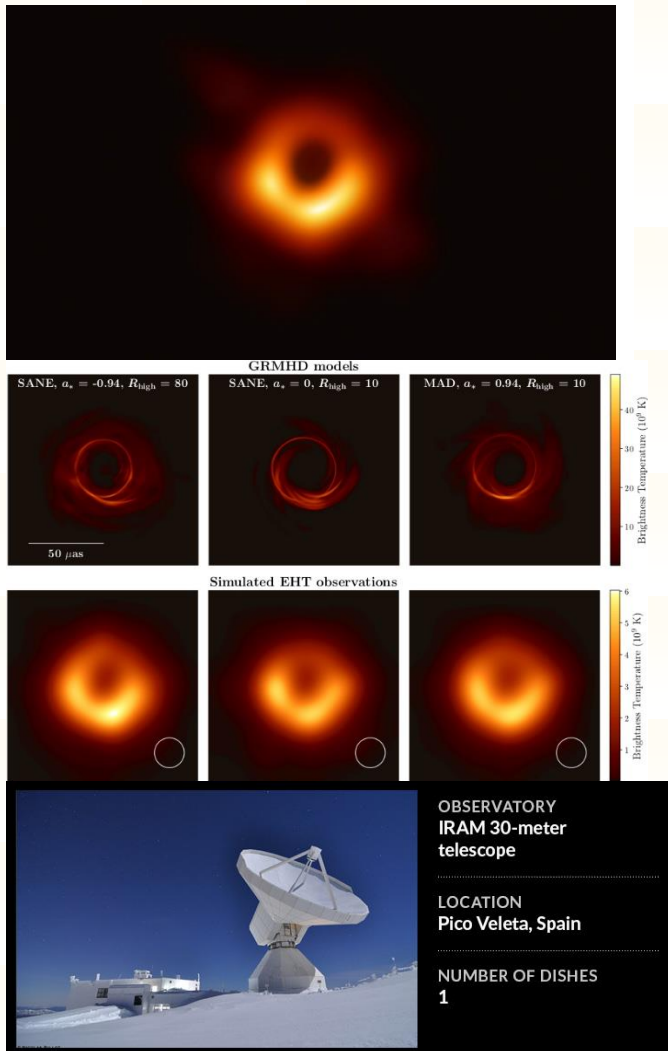 GRMHD models
SANE, a* = -0.94, Rhigh = 80
SANE, a* = 0, Rhigh = 10
MAD, a* = 0.94, Rhigh = 10
50 μas
40
30
20
10
Brightness Temperature (10⁹ K)
Simulated EHT observations
6
5
4
3
2
1
Brightness Temperature (10⁹ K)
OBSERVATORY
IRAM 30-meter
telescope
LOCATION
Pico Veleta, Spain
NUMBER OF DISHES
1